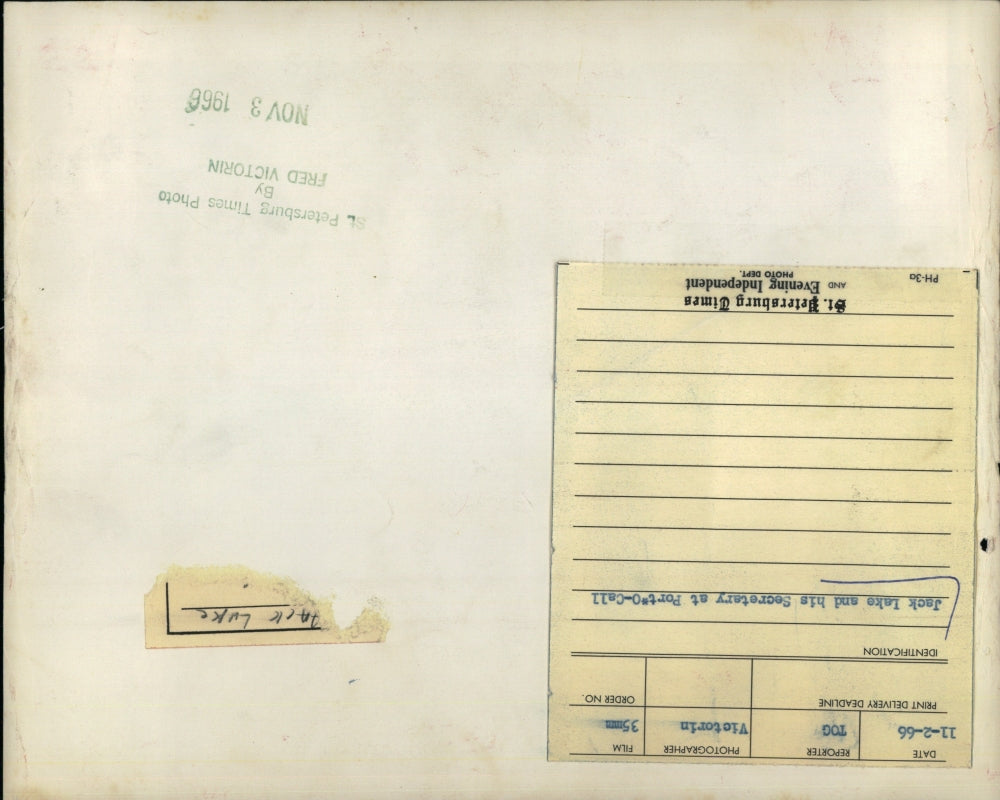 DATE REPORTER PHOTOGRAPHER FILM
11-2-66 TOG Victorin 35mm
PRINT DELIVERY DEADLINE ORDER NO.
IDENTIFICATION
Jack Lake and his Secretary at Port*O-Call
St. Petersburg Times
AND Evening Independent
PHOTO DEPT.
PH-3a
Jack Lake
St. Petersburg Times Photo
By
FRED VICTORIN
NOV 3 1966